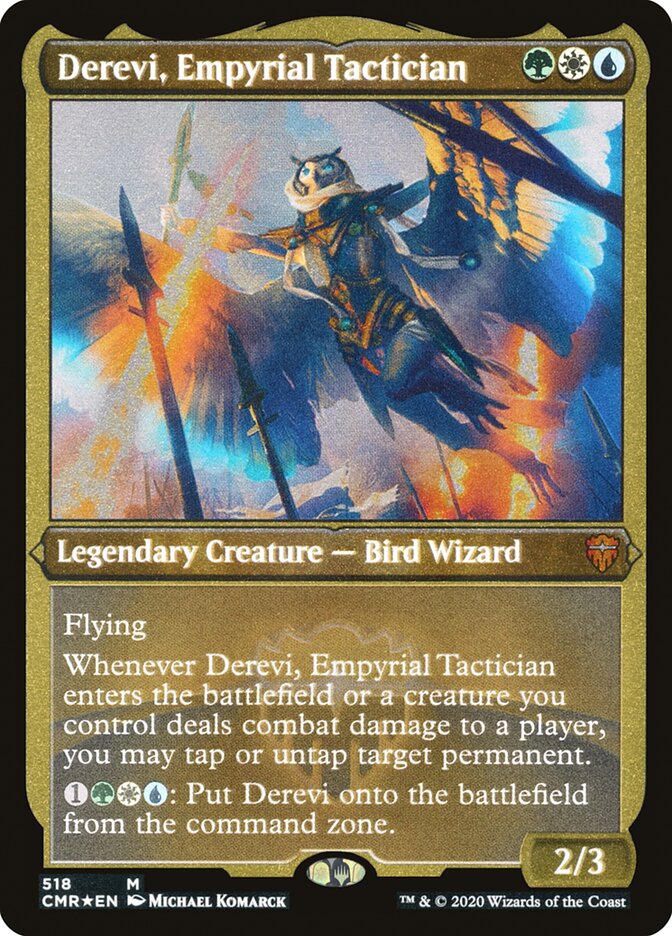 Derevi, Empyrial Tactician
Legendary Creature — Bird Wizard
Flying
Whenever Derevi, Empyrial Tactician
enters the battlefield or a creature you
control deals combat damage to a player,
you may tap or untap target permanent.
1: Put Derevi onto the battlefield
from the command zone.
2/3
518 M
CMR★EN Michael Komarck
™ & © 2020 Wizards of the Coast